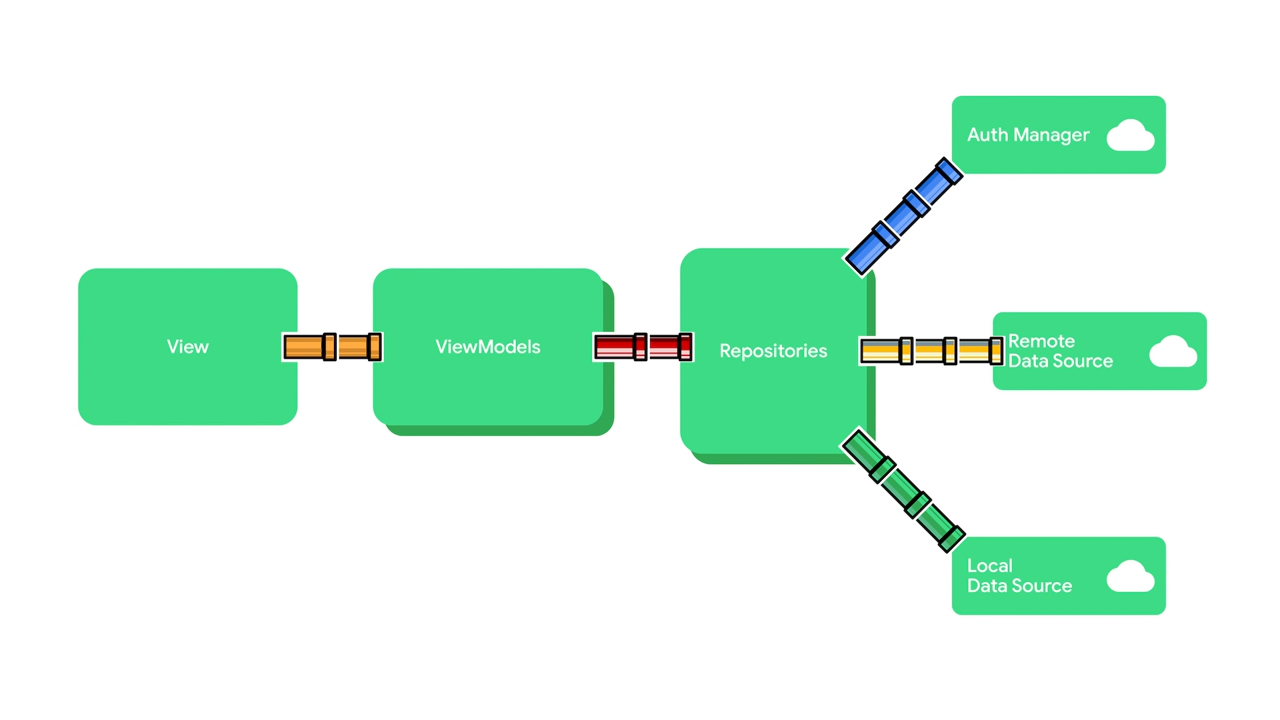 View
ViewModels
Repositories
Auth Manager
Remote
Data Source
Local
Data Source